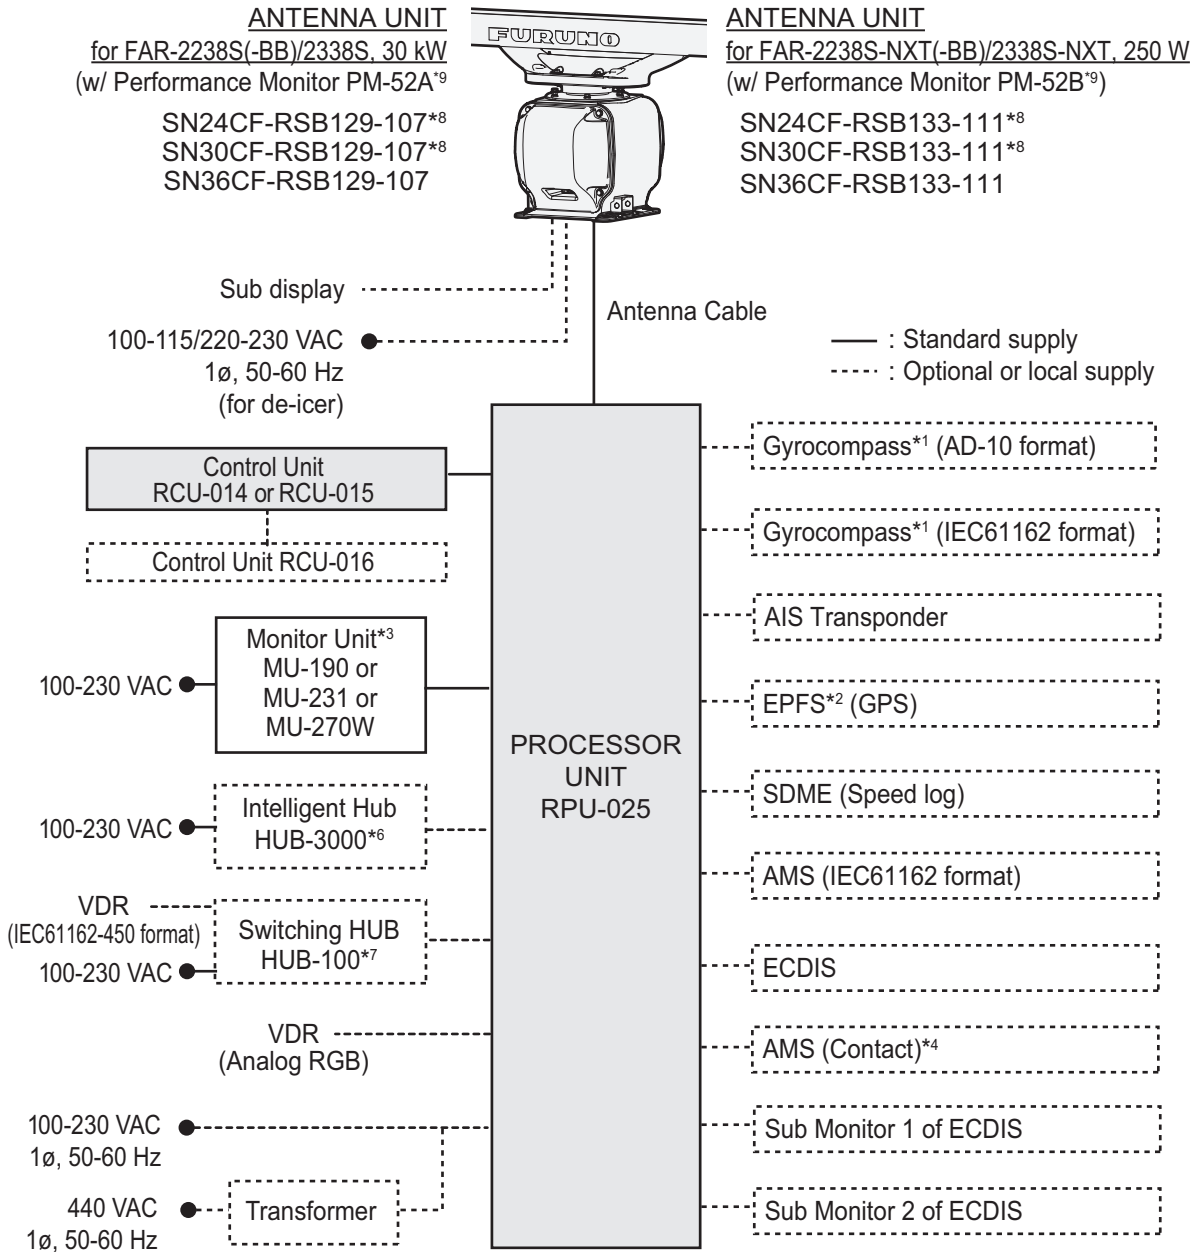 ANTENNA UNIT
for FAR-2238S(-BB)/2338S, 30 kW
(w/ Performance Monitor PM-52A*9
SN24CF-RSB129-107*8
SN30CF-RSB129-107*8
SN36CF-RSB129-107
FURUNO
ANTENNA UNIT
for FAR-2238S-NXT(-BB)/2338S-NXT, 250 W
(w/ Performance Monitor PM-52B*9)
SN24CF-RSB133-111*8
SN30CF-RSB133-111*8
SN36CF-RSB133-111
Sub display
100-115/220-230 VAC
1ø, 50-60 Hz
(for de-icer)
Antenna Cable
: Standard supply
: Optional or local supply
Control Unit
RCU-014 or RCU-015
Control Unit RCU-016
Monitor Unit*3
MU-190 or
MU-231 or
MU-270W
100-230 VAC
Intelligent Hub
HUB-3000*6
100-230 VAC
VDR
(IEC61162-450 format)
Switching HUB
HUB-100*7
100-230 VAC
VDR
(Analog RGB)
100-230 VAC
1ø, 50-60 Hz
440 VAC
1ø, 50-60 Hz
Transformer
PROCESSOR
UNIT
RPU-025
Gyrocompass*1 (AD-10 format)
Gyrocompass*1 (IEC61162 format)
AIS Transponder
EPFS*2 (GPS)
SDME (Speed log)
AMS (IEC61162 format)
ECDIS
AMS (Contact)*4
Sub Monitor 1 of ECDIS
Sub Monitor 2 of ECDIS